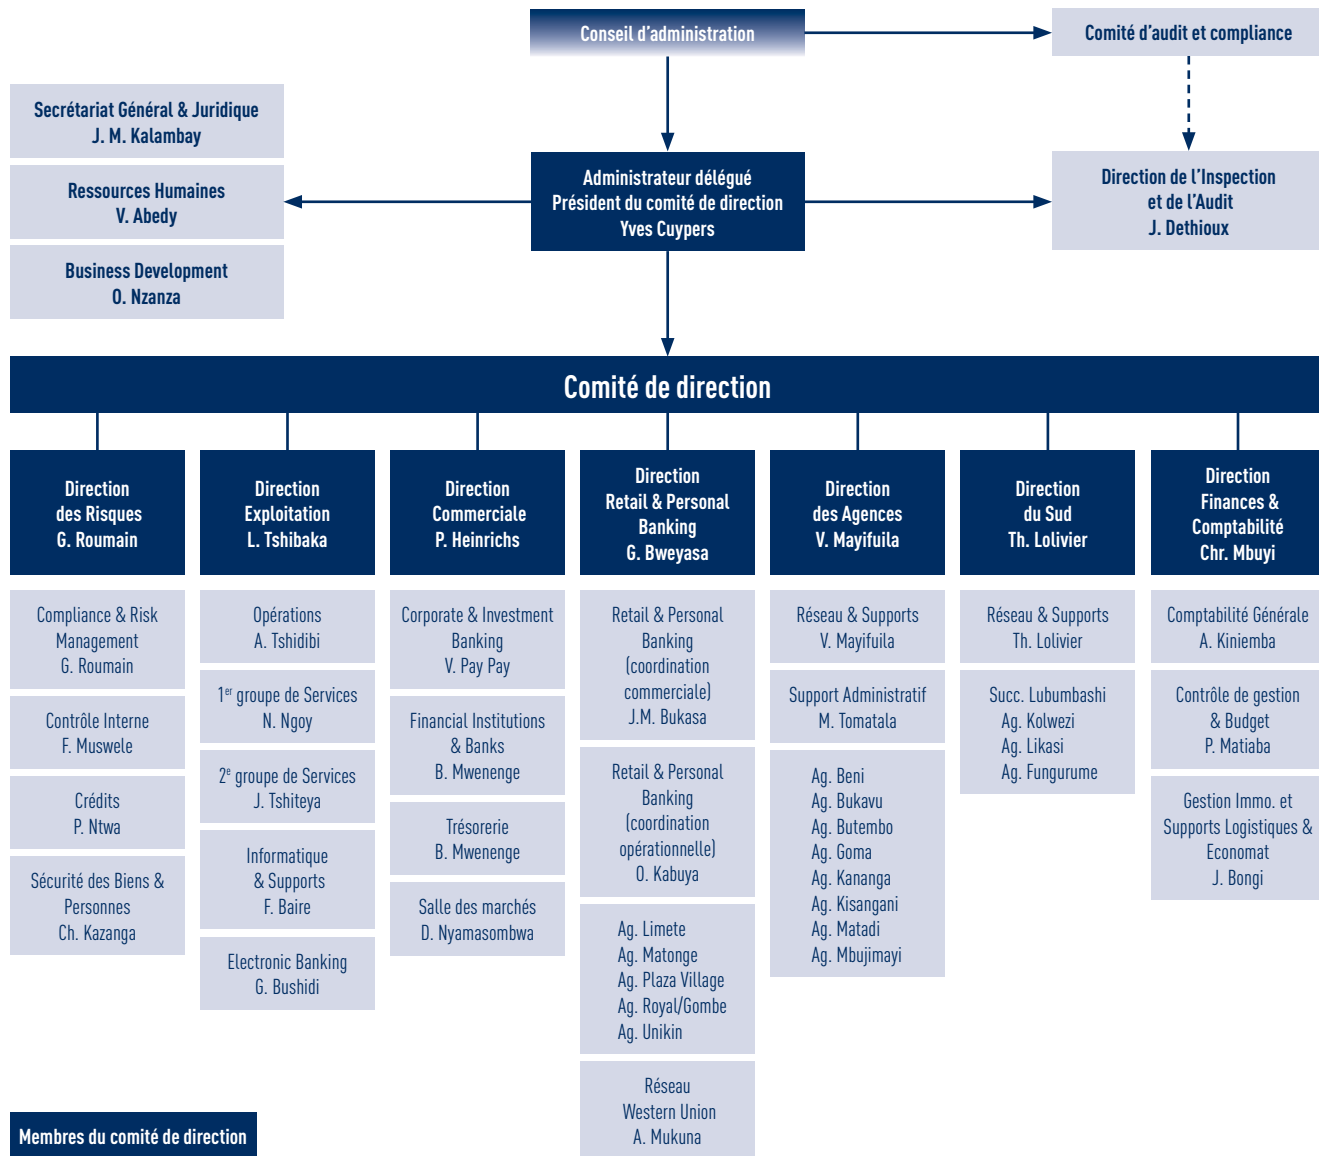 Conseil d'administration
Comité d'audit et compliance
Secrétariat Général & Juridique
J. M. Kalambay
Ressources Humaines
V. Abedy
Business Development
O. Nzanza
Administrateur délégué
Président du comité de direction
Yves Cuypers
Direction de l'Inspection
et de l'Audit
J. Dethioux
Comité de direction
Direction
des Risques
G. Roumain
Compliance & Risk
Management
G. Roumain
Contrôle Interne
F. Muswele
Crédits
P. Ntwa
Sécurité des Biens &
Personnes
Ch. Kazanga
Direction
Exploitation
L. Tshibaka
Opérations
A. Tshidibi
1er groupe de Services
N. Ngoy
2e groupe de Services
J. Tshiteya
Informatique
& Supports
F. Baire
Electronic Banking
G. Bushidi
Direction
Commerciale
P. Heinrichs
Corporate & Investment
Banking
V. Pay Pay
Financial Institutions
& Banks
B. Mwenenge
Trésorerie
B. Mwenenge
Salle des marchés
D. Nyamasombwa
Direction
Retail & Personal
Banking
G. Bweyasa
Retail & Personal
Banking
(coordination
commerciale)
J.M. Bukasa
Retail & Personal
Banking
(coordination
opérationnelle)
O. Kabuya
Ag. Limete
Ag. Matonge
Ag. Plaza Village
Ag. Royal/Gombe
Ag. Unikin
Réseau
Western Union
A. Mukuna
Direction
des Agences
V. Mayifuila
Réseau & Supports
V. Mayifuila
Support Administratif
M. Tomatala
Ag. Beni
Ag. Bukavu
Ag. Butembo
Ag. Goma
Ag. Kananga
Ag. Kisangani
Ag. Matadi
Ag. Mbujimayi
Direction
du Sud
Th. Lolivier
Réseau & Supports
Th. Lolivier
Succ. Lubumbashi
Ag. Kolwezi
Ag. Likasi
Ag. Fungurume
Direction
Finances &
Comptabilité
Chr. Mbuyi
Comptabilité Générale
A. Kiniemba
Contrôle de gestion
& Budget
P. Matiaba
Gestion Immo. et
Supports Logistiques &
Economat
J. Bongi
Membres du comité de direction